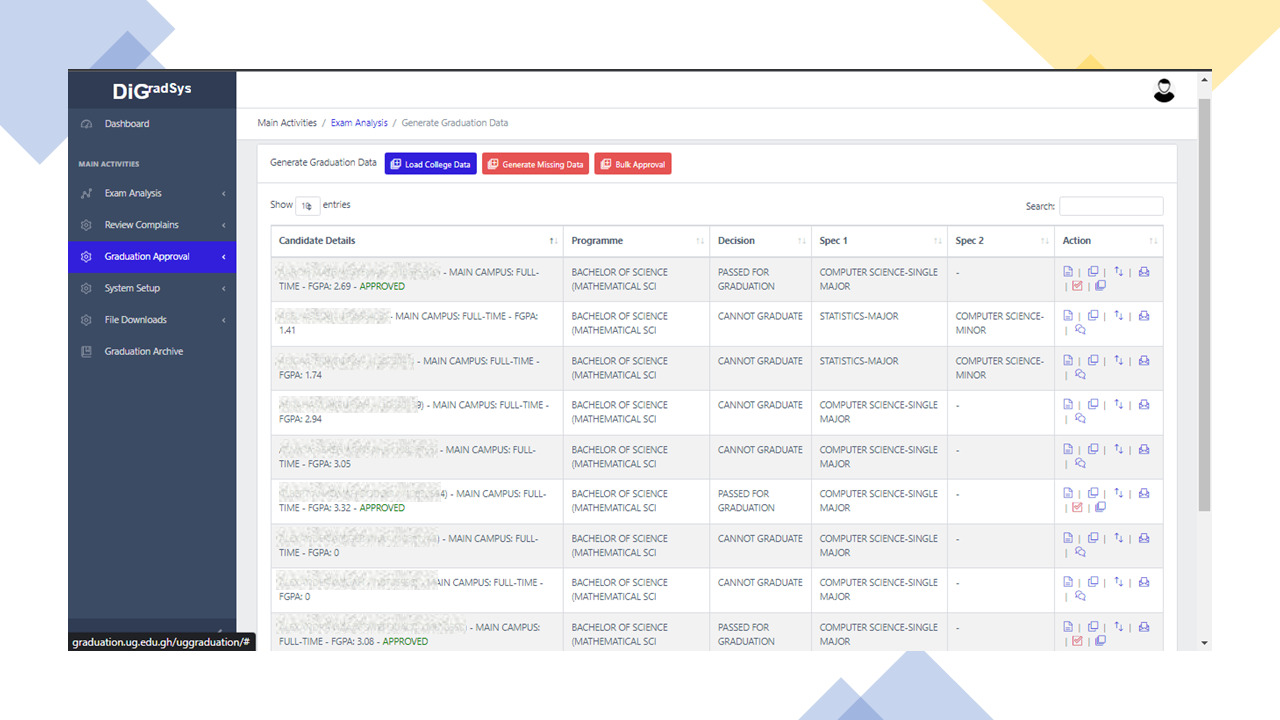 DiGradSys
Dashboard
MAIN ACTIVITIES
Exam Analysis
Review Complains
Graduation Approval
System Setup
File Downloads
Graduation Archive
graduation.ug.edu.gh/uggraduation/#
Main Activities / Exam Analysis / Generate Graduation Data
Generate Graduation Data Load College Data Generate Missing Data Bulk Approval
Show 10 entries Search:
Candidate Details Programme Decision Spec 1 Spec 2 Action
- MAIN CAMPUS: FULL- BACHELOR OF SCIENCE PASSED FOR COMPUTER SCIENCE-SINGLE -
TIME - FGPA: 2.69 - APPROVED (MATHEMATICAL SCI GRADUATION MAJOR
- MAIN CAMPUS: FULL-TIME - FGPA: BACHELOR OF SCIENCE CANNOT GRADUATE STATISTICS-MAJOR COMPUTER SCIENCE-
1.41 (MATHEMATICAL SCI MINOR
- MAIN CAMPUS: FULL-TIME - BACHELOR OF SCIENCE CANNOT GRADUATE STATISTICS-MAJOR COMPUTER SCIENCE-
FGPA: 1.74 (MATHEMATICAL SCI MINOR
9) - MAIN CAMPUS: FULL-TIME - BACHELOR OF SCIENCE CANNOT GRADUATE COMPUTER SCIENCE-SINGLE -
FGPA: 2.94 (MATHEMATICAL SCI MAJOR
- MAIN CAMPUS: FULL- BACHELOR OF SCIENCE CANNOT GRADUATE COMPUTER SCIENCE-SINGLE -
TIME - FGPA: 3.05 (MATHEMATICAL SCI MAJOR
4) - MAIN CAMPUS: FULL- BACHELOR OF SCIENCE PASSED FOR COMPUTER SCIENCE-SINGLE -
TIME - FGPA: 3.32 - APPROVED (MATHEMATICAL SCI GRADUATION MAJOR
) - MAIN CAMPUS: FULL- BACHELOR OF SCIENCE CANNOT GRADUATE COMPUTER SCIENCE-SINGLE -
TIME - FGPA: 0 (MATHEMATICAL SCI MAJOR
MAIN CAMPUS: FULL-TIME - BACHELOR OF SCIENCE CANNOT GRADUATE COMPUTER SCIENCE-SINGLE -
FGPA: 0 (MATHEMATICAL SCI MAJOR
) - MAIN CAMPUS: BACHELOR OF SCIENCE PASSED FOR COMPUTER SCIENCE-SINGLE -
FULL-TIME - FGPA: 3.08 - APPROVED (MATHEMATICAL SCI GRADUATION MAJOR